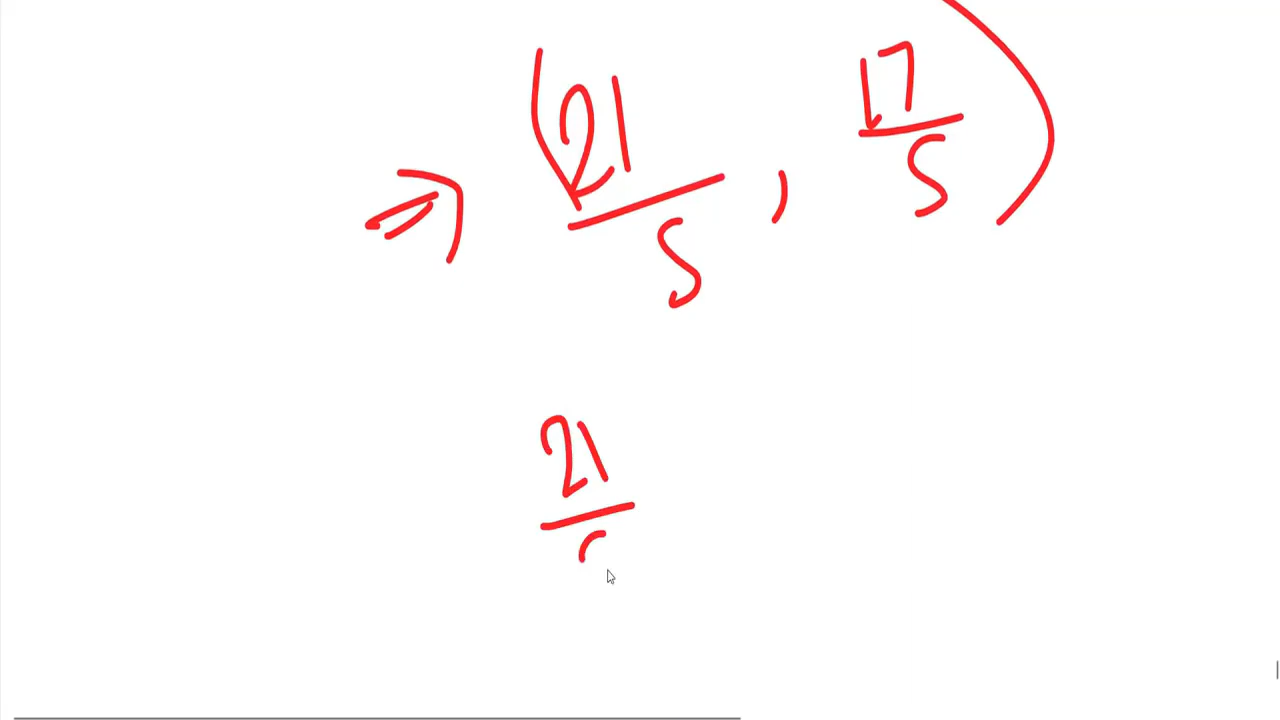 ⇒ (21/5, 17/5)
21/